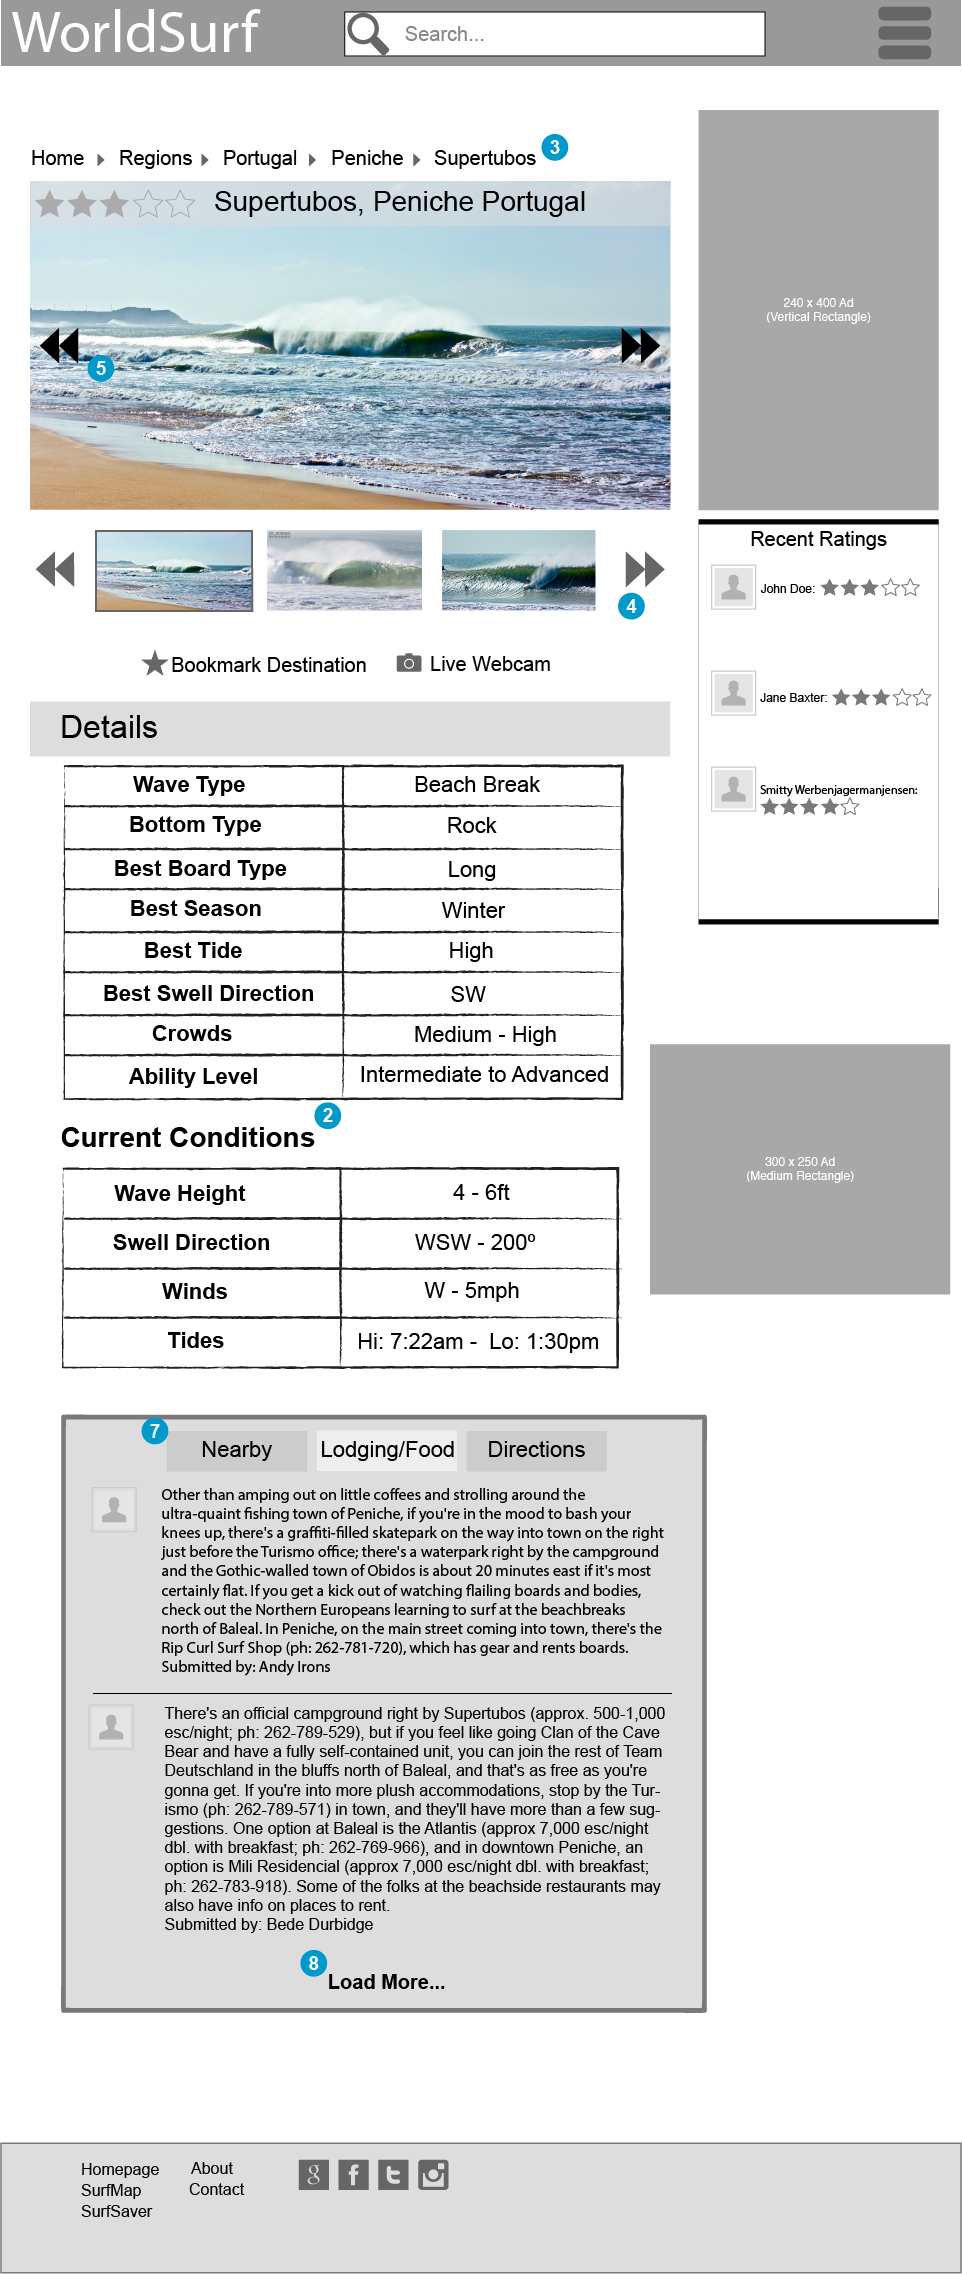 WorldSurf
Search...
Home Regions Portugal Peniche Supertubos 3
Supertubos, Peniche Portugal
5
4
Bookmark Destination Live Webcam
Details
Wave Type Beach Break
Bottom Type Rock
Best Board Type Long
Best Season Winter
Best Tide High
Best Swell Direction SW
Crowds Medium - High
Ability Level Intermediate to Advanced
2
Current Conditions
Wave Height 4 - 6ft
Swell Direction WSW - 200º
Winds W - 5mph
Tides Hi: 7:22am - Lo: 1:30pm
240 x 400 Ad
(Vertical Rectangle)
Recent Ratings
John Doe:
Jane Baxter:
Smitty Werbenjagermanjensen:
300 x 250 Ad
(Medium Rectangle)
7
Nearby Lodging/Food Directions
Other than amping out on little coffees and strolling around the
ultra-quaint fishing town of Peniche, if you're in the mood to bash your
knees up, there's a graffiti-filled skatepark on the way into town on the right
just before the Turismo office; there's a waterpark right by the campground
and the Gothic-walled town of Obidos is about 20 minutes east if it's most
certainly flat. If you get a kick out of watching flailing boards and bodies,
check out the Northern Europeans learning to surf at the beachbreaks
north of Baleal. In Peniche, on the main street coming into town, there's the
Rip Curl Surf Shop (ph: 262-781-720), which has gear and rents boards.
Submitted by: Andy Irons
There's an official campground right by Supertubos (approx. 500-1,000
esc/night; ph: 262-789-529), but if you feel like going Clan of the Cave
Bear and have a fully self-contained unit, you can join the rest of Team
Deutschland in the bluffs north of Baleal, and that's as free as you're
gonna get. If you're into more plush accommodations, stop by the Tur-
ismo (ph: 262-789-571) in town, and they'll have more than a few sug-
gestions. One option at Baleal is the Atlantis (approx 7,000 esc/night
dbl. with breakfast; ph: 262-769-966), and in downtown Peniche, an
option is Mili Residencial (approx 7,000 esc/night dbl. with breakfast;
ph: 262-783-918). Some of the folks at the beachside restaurants may
also have info on places to rent.
Submitted by: Bede Durbidge
8
Load More...
Homepage About
SurfMap Contact
SurfSaver